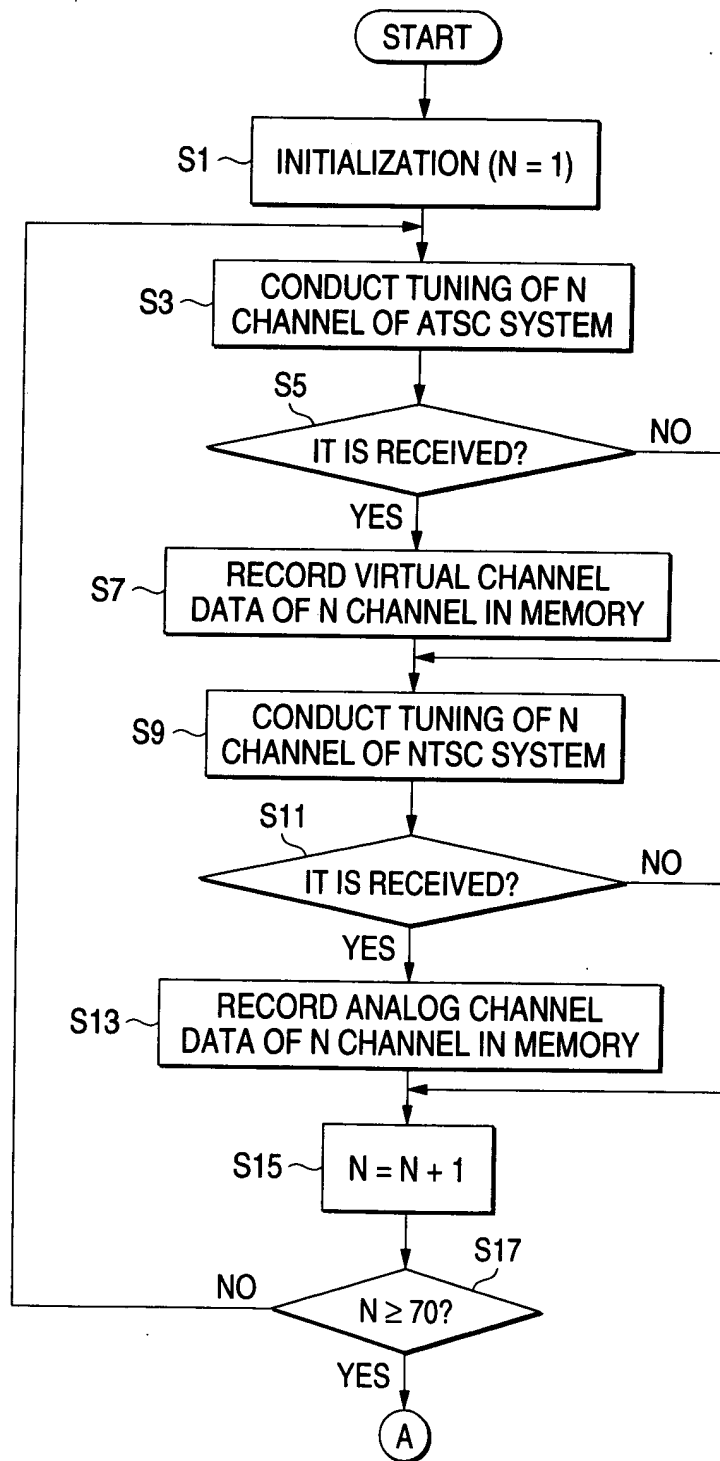 START
S1
INITIALIZATION (N = 1)
S3
CONDUCT TUNING OF N
CHANNEL OF ATSC SYSTEM
S5
IT IS RECEIVED?
NO
YES
S7
RECORD VIRTUAL CHANNEL
DATA OF N CHANNEL IN MEMORY
S9
CONDUCT TUNING OF N
CHANNEL OF NTSC SYSTEM
S11
IT IS RECEIVED?
NO
YES
S13
RECORD ANALOG CHANNEL
DATA OF N CHANNEL IN MEMORY
S15
N = N + 1
S17
NO
N ≥ 70?
YES
A